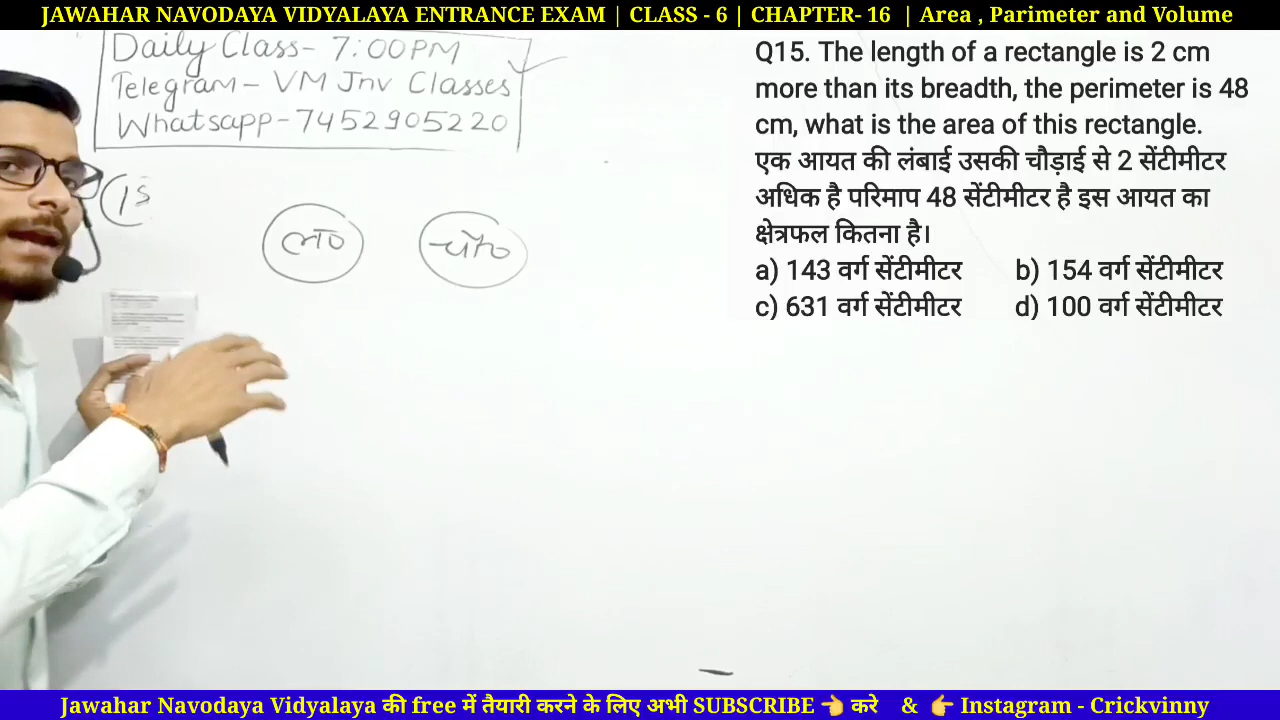 JAWAHAR NAVODAYA VIDYALAYA ENTRANCE EXAM | CLASS - 6 | CHAPTER- 16 | Area , Parimeter and Volume
Daily Class- 7:00PM
Telegram- VM Jnv Classes
Whatsapp-7452905220
15
लं०
चौ०
Q15. The length of a rectangle is 2 cm
more than its breadth, the perimeter is 48
cm, what is the area of this rectangle.
एक आयत की लंबाई उसकी चौड़ाई से 2 सेंटीमीटर
अधिक है परिमाप 48 सेंटीमीटर है इस आयत का
क्षेत्रफल कितना है।
a) 143 वर्ग सेंटीमीटर b) 154 वर्ग सेंटीमीटर
c) 631 वर्ग सेंटीमीटर d) 100 वर्ग सेंटीमीटर
Jawahar Navodaya Vidyalaya की free में तैयारी करने के लिए अभी SUBSCRIBE 👈 करे & 👉 Instagram - Crickvinny